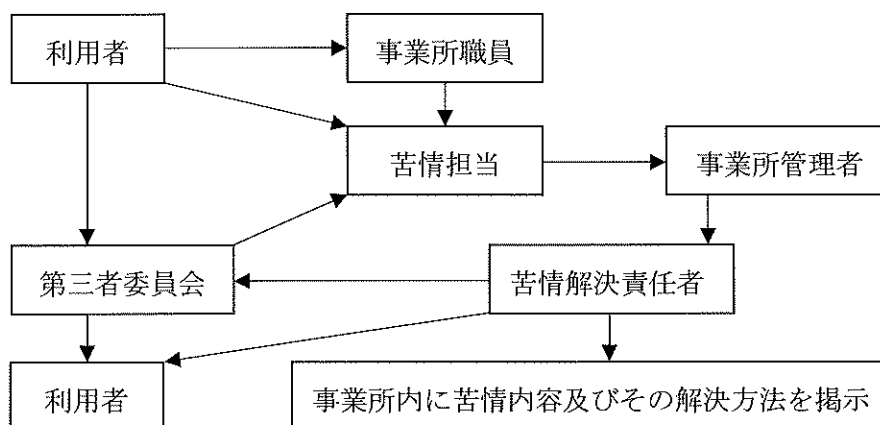 利用者
事業所職員
苦情担当
事業所管理者
第三者委員会
苦情解決責任者
利用者
事業所内に苦情内容及びその解決方法を掲示